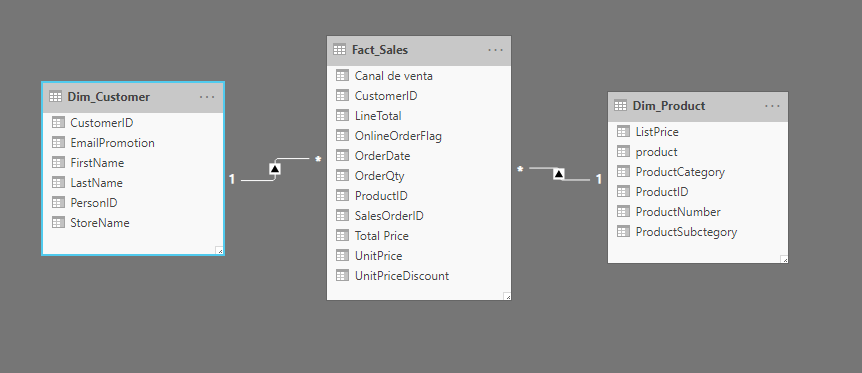 Dim_Customer
CustomerID
EmailPromotion
FirstName
LastName
PersonID
StoreName
1
*
Fact_Sales
Canal de venta
CustomerID
LineTotal
OnlineOrderFlag
OrderDate
OrderQty
ProductID
SalesOrderID
Total Price
UnitPrice
UnitPriceDiscount
*
1
Dim_Product
ListPrice
product
ProductCategory
ProductID
ProductNumber
ProductSubctegory